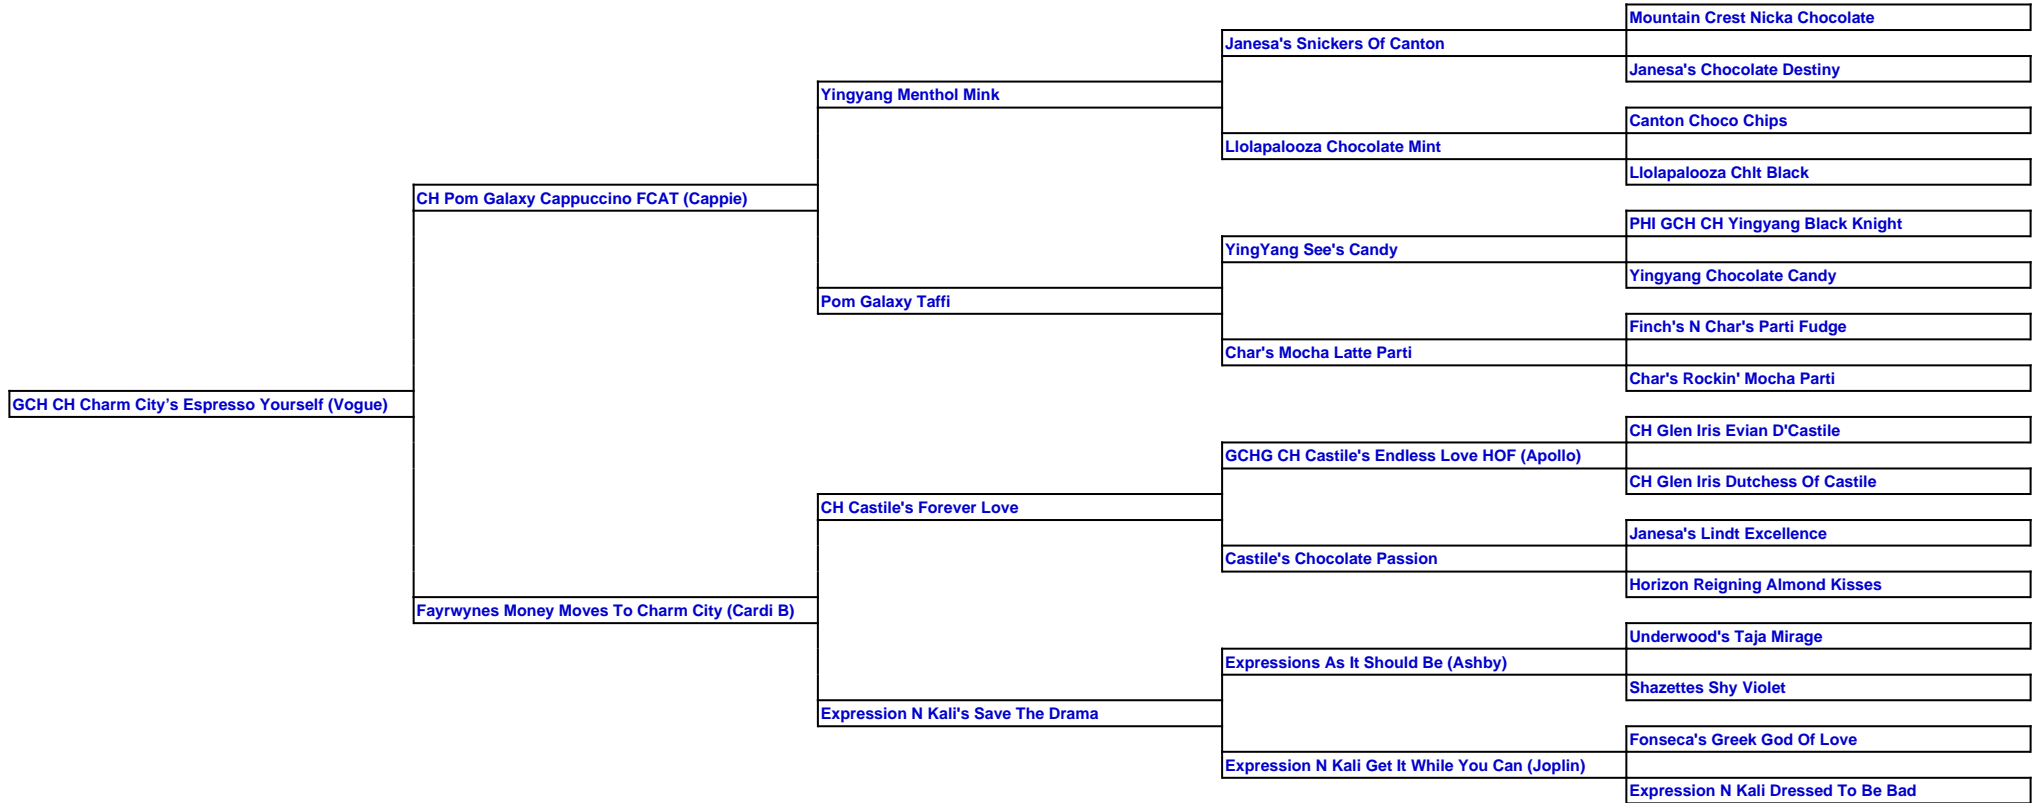 Mountain Crest Nicka Chocolate
Janesa's Snickers Of Canton
Janesa's Chocolate Destiny
Yingyang Menthol Mink
Canton Choco Chips
Llolapalooza Chocolate Mint
Llolapalooza Chlt Black
CH Pom Galaxy Cappuccino FCAT (Cappie)
PHI GCH CH Yingyang Black Knight
YingYang See's Candy
Yingyang Chocolate Candy
Pom Galaxy Taffi
Finch's N Char's Parti Fudge
Char's Mocha Latte Parti
Char's Rockin' Mocha Parti
GCH CH Charm City’s Espresso Yourself (Vogue)
CH Glen Iris Evian D'Castile
GCHG CH Castile's Endless Love HOF (Apollo)
CH Glen Iris Dutchess Of Castile
CH Castile's Forever Love
Janesa's Lindt Excellence
Castile's Chocolate Passion
Horizon Reigning Almond Kisses
Fayrwynes Money Moves To Charm City (Cardi B)
Underwood's Taja Mirage
Expressions As It Should Be (Ashby)
Shazettes Shy Violet
Expression N Kali's Save The Drama
Fonseca's Greek God Of Love
Expression N Kali Get It While You Can (Joplin)
Expression N Kali Dressed To Be Bad